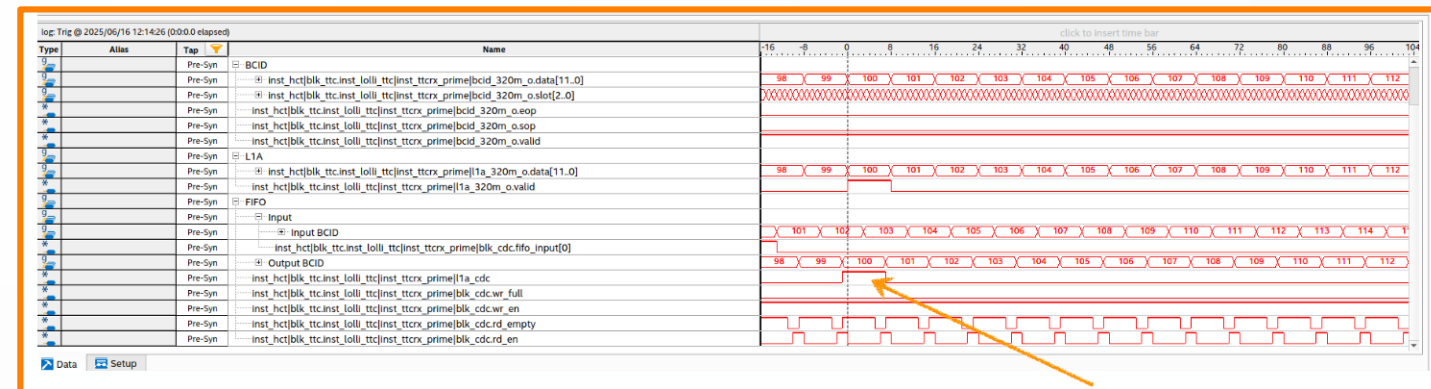 log: Trig @ 2025/06/16 12:14:26 (0:0:0.0 elapsed)
click to insert time bar
Type Alias Tap Name -16 -8 0 8 16 24 32 40 48 56 64 72 80 88 96 104
Pre-Syn BCID
Pre-Syn inst_hct|blk_ttc.inst_lolli_ttc|inst_ttcrx_prime|bcid_320m_o.data[11..0] 98 99 100 101 102 103 104 105 106 107 108 109 110 111 112
Pre-Syn inst_hct|blk_ttc.inst_lolli_ttc|inst_ttcrx_prime|bcid_320m_o.slot[2..0]
Pre-Syn inst_hct|blk_ttc.inst_lolli_ttc|inst_ttcrx_prime|bcid_320m_o.eop
Pre-Syn inst_hct|blk_ttc.inst_lolli_ttc|inst_ttcrx_prime|bcid_320m_o.sop
Pre-Syn inst_hct|blk_ttc.inst_lolli_ttc|inst_ttcrx_prime|bcid_320m_o.valid
Pre-Syn L1A
Pre-Syn inst_hct|blk_ttc.inst_lolli_ttc|inst_ttcrx_prime|l1a_320m_o.data[11..0] 98 99 100 101 102 103 104 105 106 107 108 109 110 111 112
Pre-Syn inst_hct|blk_ttc.inst_lolli_ttc|inst_ttcrx_prime|l1a_320m_o.valid
Pre-Syn FIFO
Pre-Syn Input
Pre-Syn Input BCID 101 102 103 104 105 106 107 108 109 110 111 112 113 114
Pre-Syn inst_hct|blk_ttc.inst_lolli_ttc|inst_ttcrx_prime|blk_cdc.fifo_input[0]
Pre-Syn Output BCID 98 99 100 101 102 103 104 105 106 107 108 109 110 111 112
Pre-Syn inst_hct|blk_ttc.inst_lolli_ttc|inst_ttcrx_prime|l1a_cdc
Pre-Syn inst_hct|blk_ttc.inst_lolli_ttc|inst_ttcrx_prime|blk_cdc.wr_full
Pre-Syn inst_hct|blk_ttc.inst_lolli_ttc|inst_ttcrx_prime|blk_cdc.wr_en
Pre-Syn inst_hct|blk_ttc.inst_lolli_ttc|inst_ttcrx_prime|blk_cdc.rd_empty
Pre-Syn inst_hct|blk_ttc.inst_lolli_ttc|inst_ttcrx_prime|blk_cdc.rd_en
Data Setup